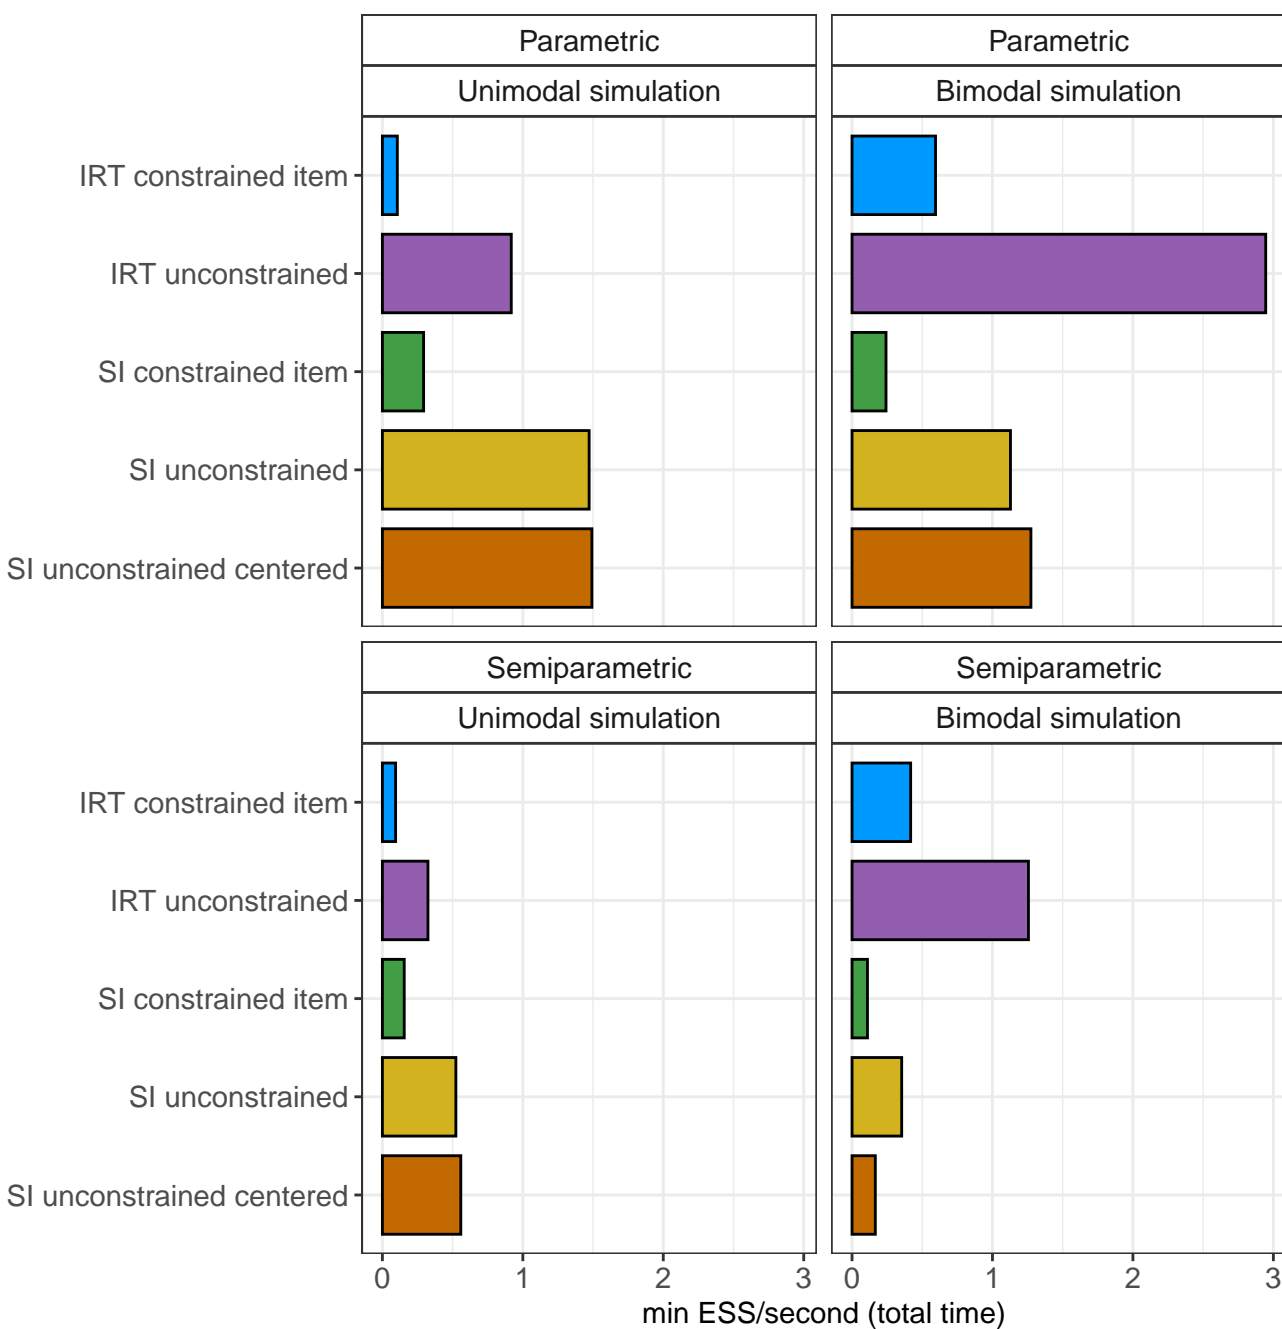 Parametric
Parametric
Unimodal simulation
Bimodal simulation
IRT constrained item
IRT unconstrained
SI constrained item
SI unconstrained
SI unconstrained centered
Semiparametric
Semiparametric
Unimodal simulation
Bimodal simulation
IRT constrained item
IRT unconstrained
SI constrained item
SI unconstrained
SI unconstrained centered
0 1 2 3
0 1 2 3
min ESS/second (total time)